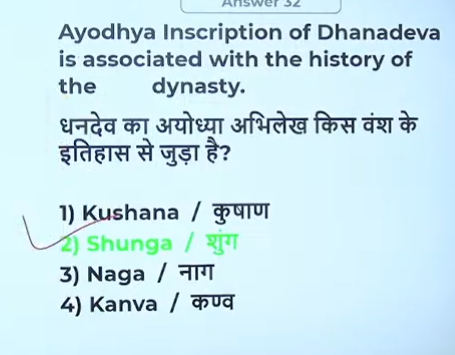 Answer 32
Ayodhya Inscription of Dhanadeva
is associated with the history of
the dynasty.
धनदेव का अयोध्या अभिलेख किस वंश के
इतिहास से जुड़ा है?
1) Kushana / कुषाण
2) Shunga / शुंग
3) Naga / नाग
4) Kanva / कण्व